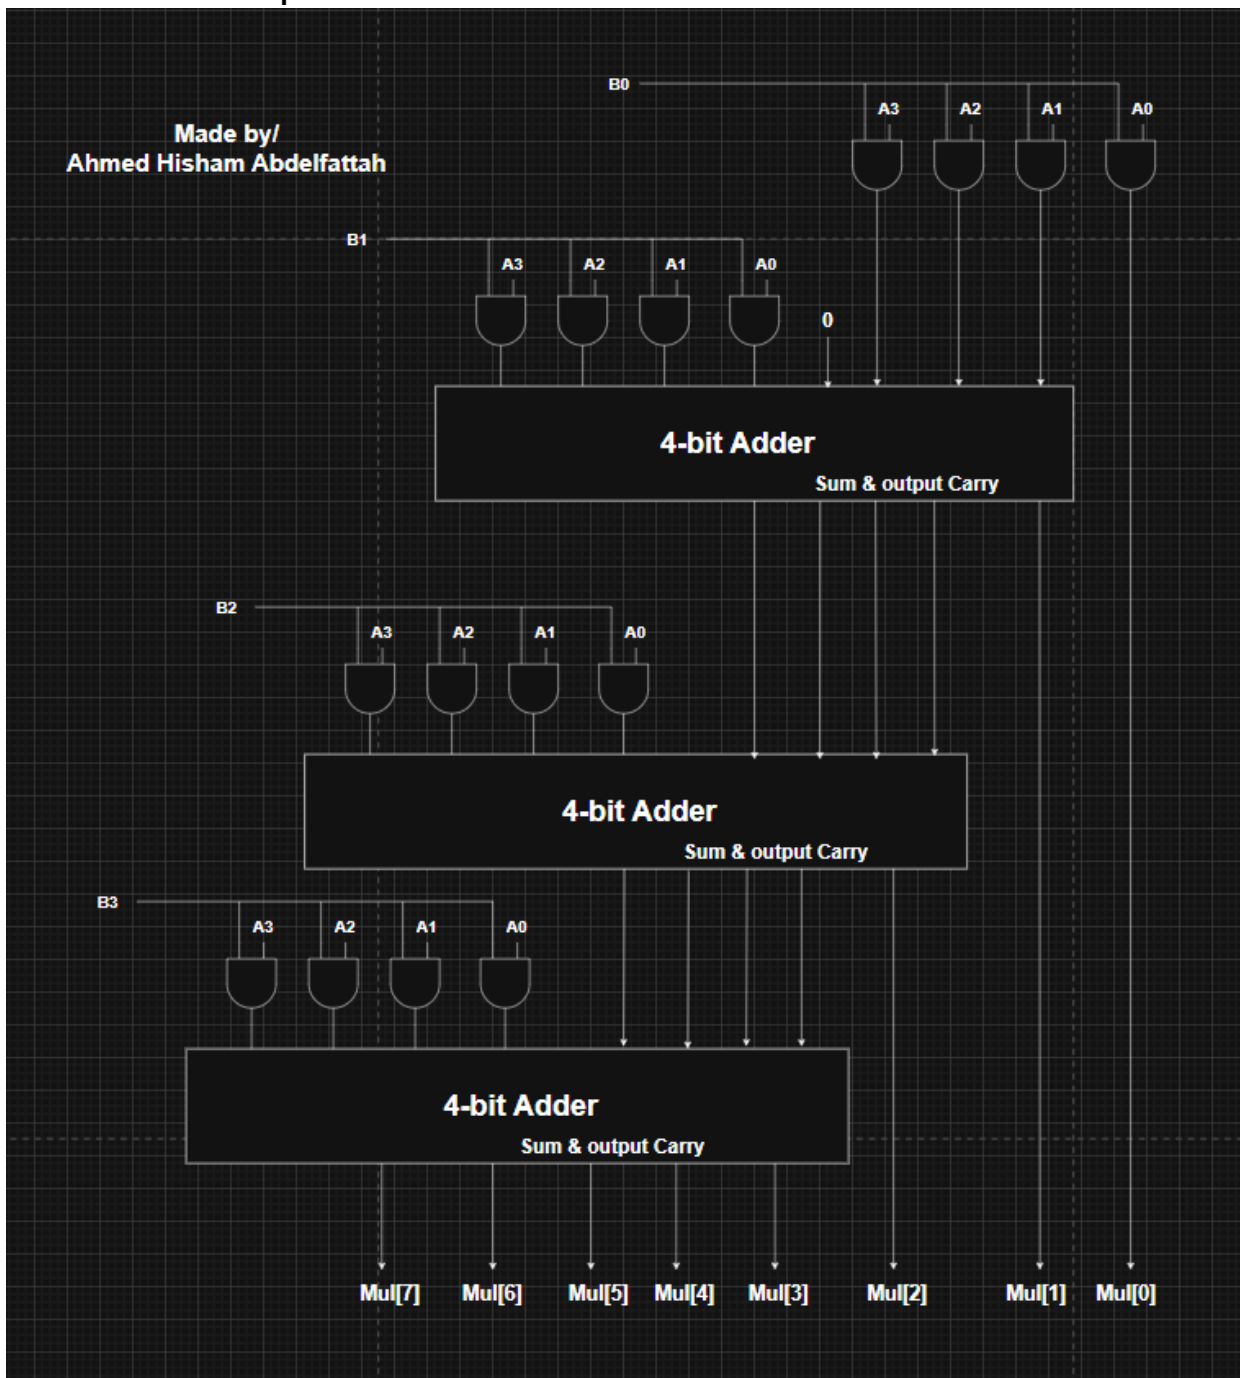 B0
A3 A2 A1 A0
Made by/
Ahmed Hisham Abdelfattah
B1
A3 A2 A1 A0
0
4-bit Adder
Sum & output Carry
B2
A3 A2 A1 A0
4-bit Adder
Sum & output Carry
B3
A3 A2 A1 A0
4-bit Adder
Sum & output Carry
Mul[7] Mul[6] Mul[5] Mul[4] Mul[3] Mul[2] Mul[1] Mul[0]